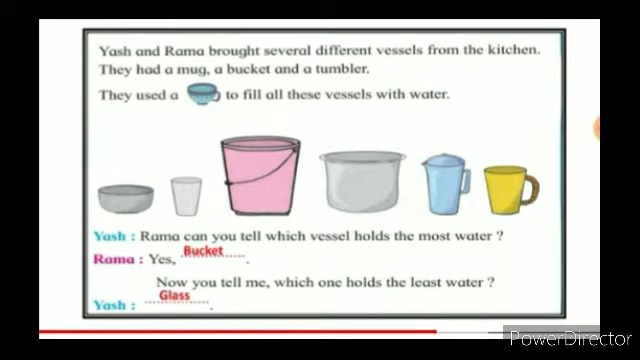 Yash and Rama brought several different vessels from the kitchen.
They had a mug, a bucket and a tumbler.
They used a to fill all these vessels with water.
Yash : Rama can you tell which vessel holds the most water ?
Rama : Yes, Bucket.
Now you tell me, which one holds the least water ?
Yash : Glass.
PowerDirector